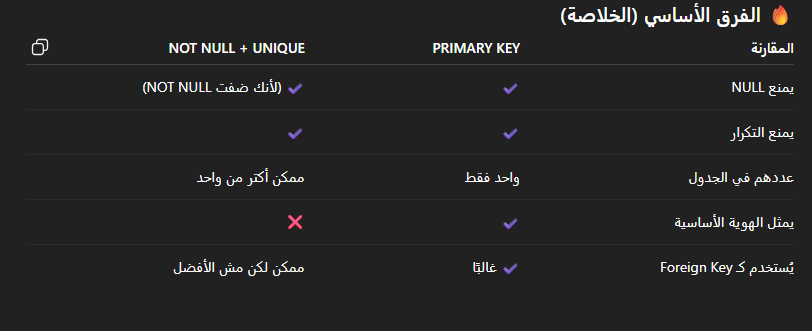 🔥 الفرق الأساسي (الخلاصة)
المقارنة PRIMARY KEY NOT NULL + UNIQUE
يمنع NULL ✔ ✔ (لأنك ضفت NOT NULL)
يمنع التكرار ✔ ✔
عددهم في الجدول واحد فقط ممكن أكتر من واحد
يمثل الهوية الأساسية ✔ ❌
يُستخدم كـ Foreign Key ✔ غالبًا ممكن لكن مش الأفضل